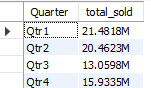 Quarter total_sold
Qtr1 21.4818M
Qtr2 20.4623M
Qtr3 13.0598M
Qtr4 15.9335M